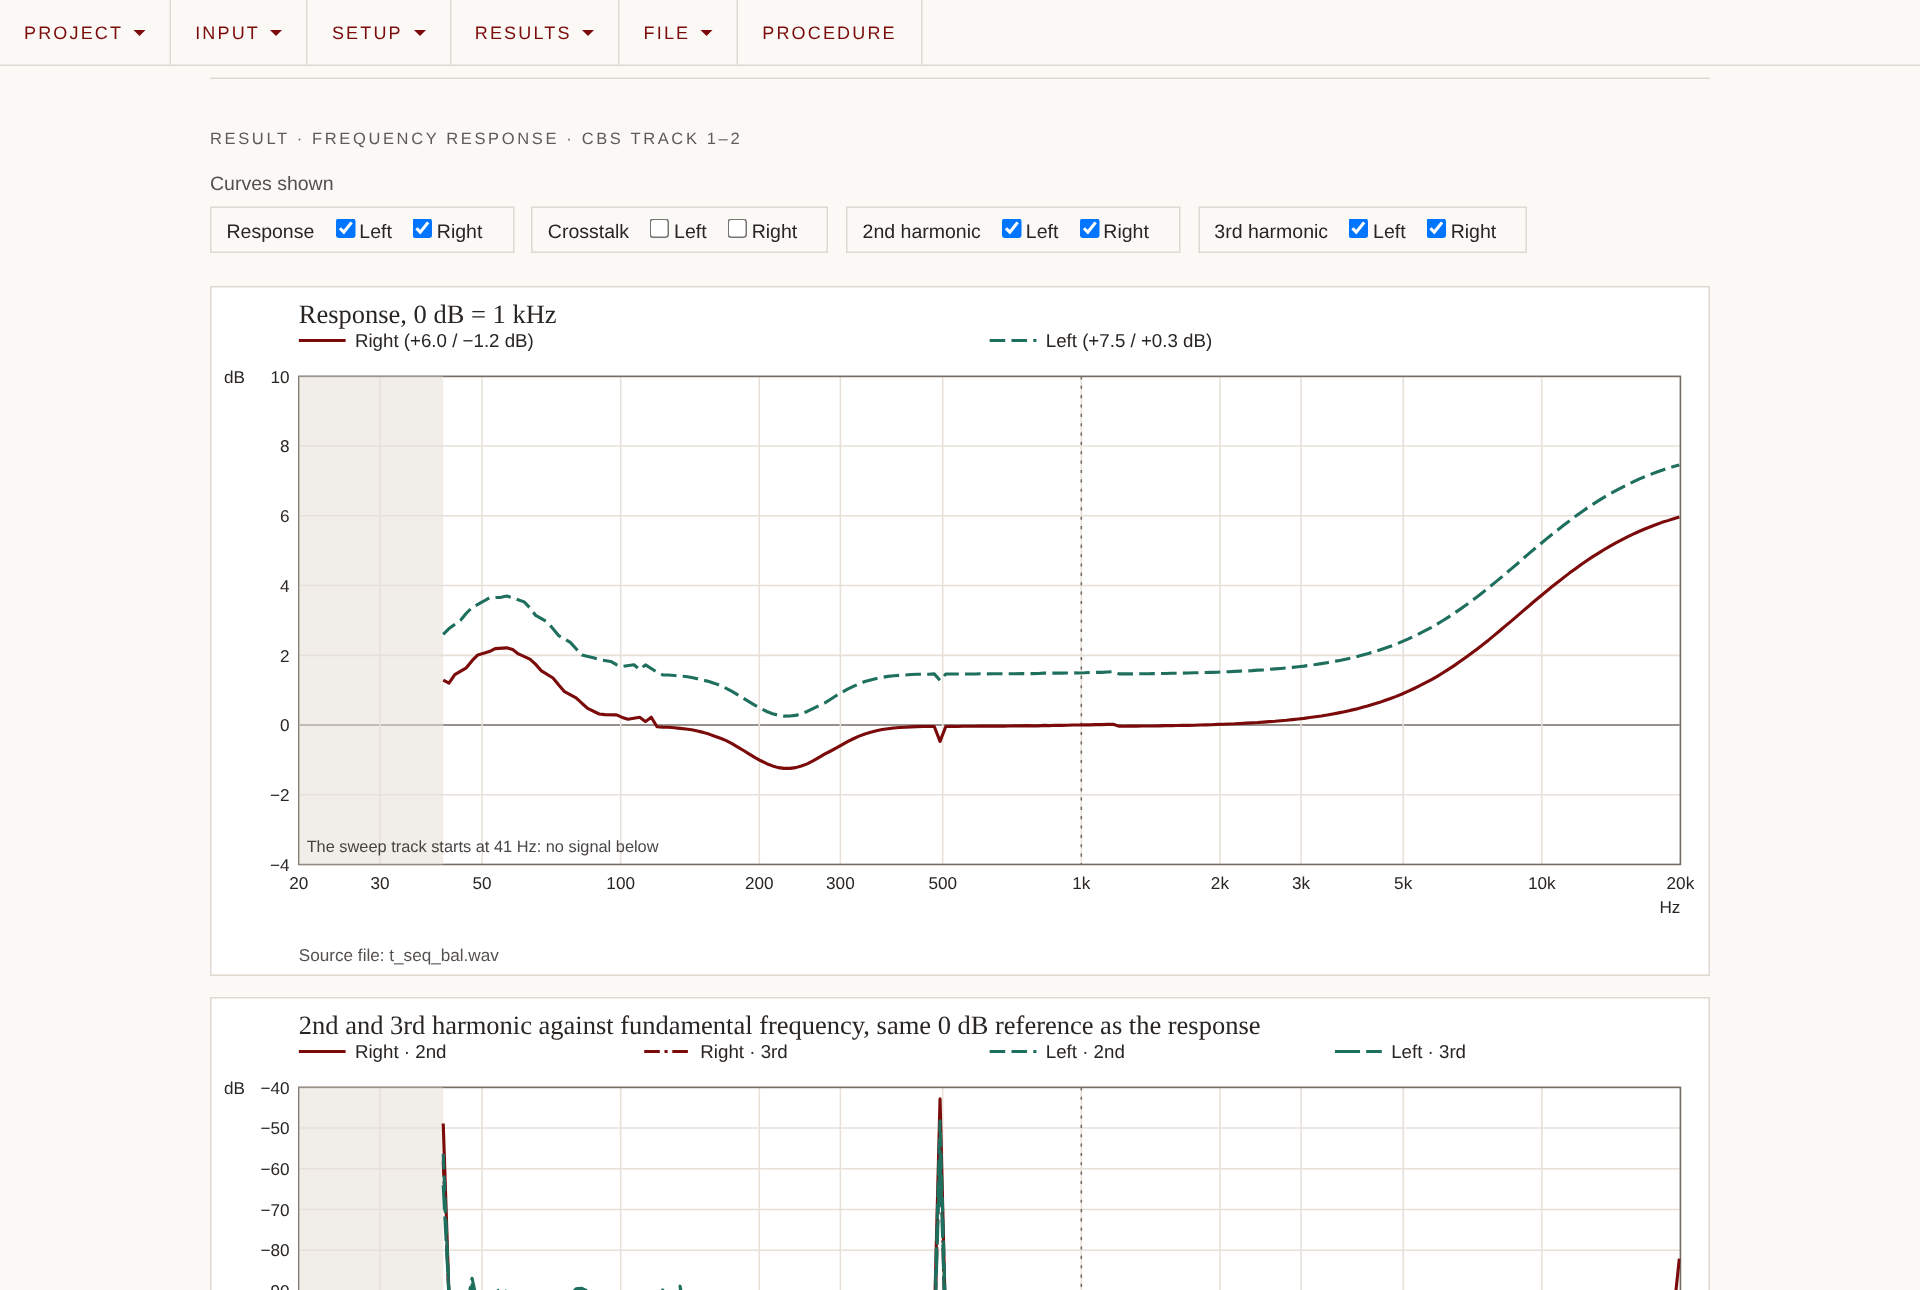 PROJECT INPUT SETUP RESULTS FILE PROCEDURE
RESULT · FREQUENCY RESPONSE · CBS TRACK 1–2
Curves shown
Response Left Right Crosstalk Left Right 2nd harmonic Left Right 3rd harmonic Left Right
Response, 0 dB = 1 kHz
Right (+6.0 / −1.2 dB) Left (+7.5 / +0.3 dB)
dB 10
8
6
4
2
0
−2
The sweep track starts at 41 Hz: no signal below
−4
20 30 50 100 200 300 500 1k 2k 3k 5k 10k 20k
Hz
Source file: t_seq_bal.wav
2nd and 3rd harmonic against fundamental frequency, same 0 dB reference as the response
Right · 2nd Right · 3rd Left · 2nd Left · 3rd
dB −40
−50
−60
−70
−80